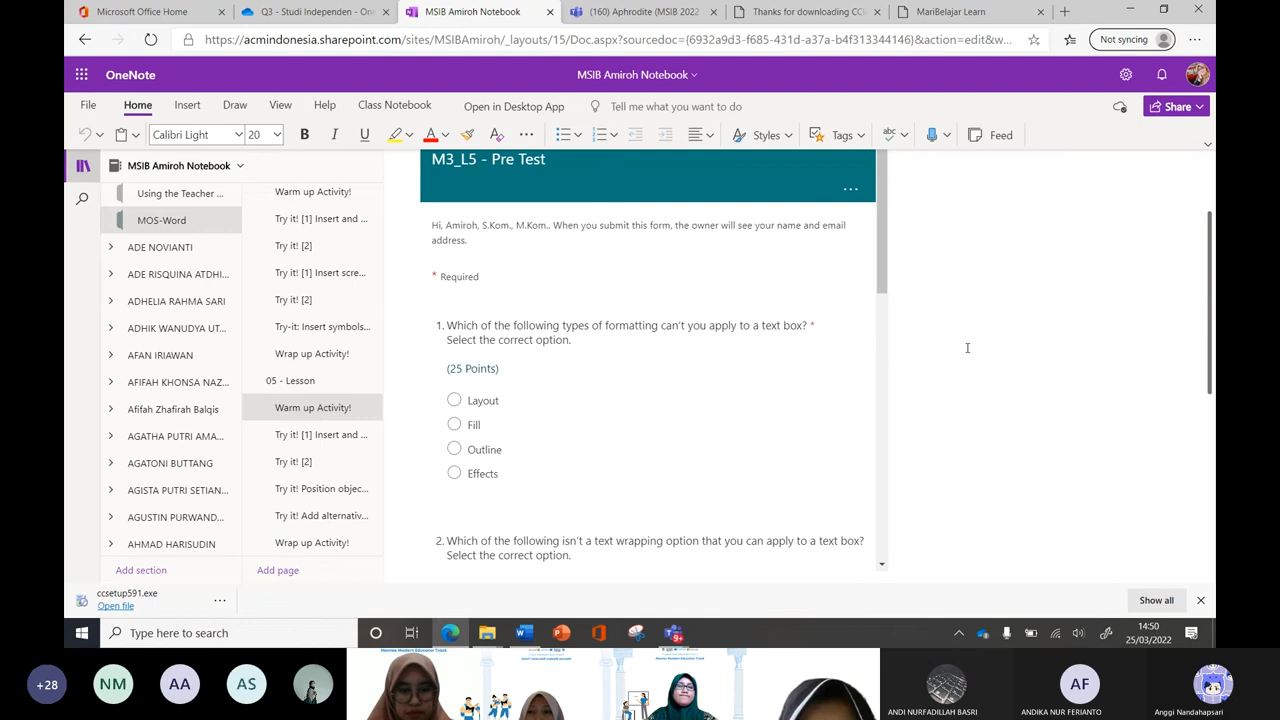 Microsoft Office Home
Q3 - Studi Independen - One
MSIB Amiroh Notebook
(160) Aphrodite (MSIB 2022
Thanks for downloading CCle
MariBelajar Learn
https://acmindonesia.sharepoint.com/sites/MSIBAmiroh/_layouts/15/Doc.aspx?sourcedoc={6932a9d3-f685-431d-a37a-b4f313344146}&action=edit&w...
Not syncing
OneNote
MSIB Amiroh Notebook
File
Home
Insert
Draw
View
Help
Class Notebook
Open in Desktop App
Tell me what you want to do
Share
Calibri Light
20
B
I
U
A
Styles
Tags
abc
Feed
MSIB Amiroh Notebook
Using the Teacher ...
MOS-Word
ADE NOVIANTI
ADE RISQUINA ATDHI...
ADHELIA RAHMA SARI
ADHIK WANUDYA UT...
AFAN IRIAWAN
AFIFAH KHONSA NAZ...
Afifah Zhafirah Balqis
AGATHA PUTRI AMA...
AGATONI BUTTANG
AGISTA PUTRI SETIAN...
AGUSTIN PURWAND...
AHMAD HARISUDIN
Add section
Warm up Activity!
Try it! [1] Insert and ...
Try it! [2]
Try it! [1] Insert scre...
Try it! [2]
Try-it: Insert symbols...
Wrap up Activity!
05 - Lesson
Warm up Activity!
Try it! [1] Insert and ...
Try it! [2]
Try it! Position objec...
Try it! Add alternativ...
Wrap up Activity!
Add page
M3_L5 - Pre Test
Hi, Amiroh, S.Kom., M.Kom.. When you submit this form, the owner will see your name and email
address.
* Required
1. Which of the following types of formatting can't you apply to a text box? *
Select the correct option.
(25 Points)
Layout
Fill
Outline
Effects
2. Which of the following isn't a text wrapping option that you can apply to a text box?
Select the correct option.
ccsetup591.exe
Open file
Show all
Type here to search
9+
14:50
25/03/2022
+28
NM
AA
AS
Mariee Modern Educator Track
ANDI NURFADILLAH BASRI
AF
ANDIKA NUR FERIANTO
Anggi Nandahapsari